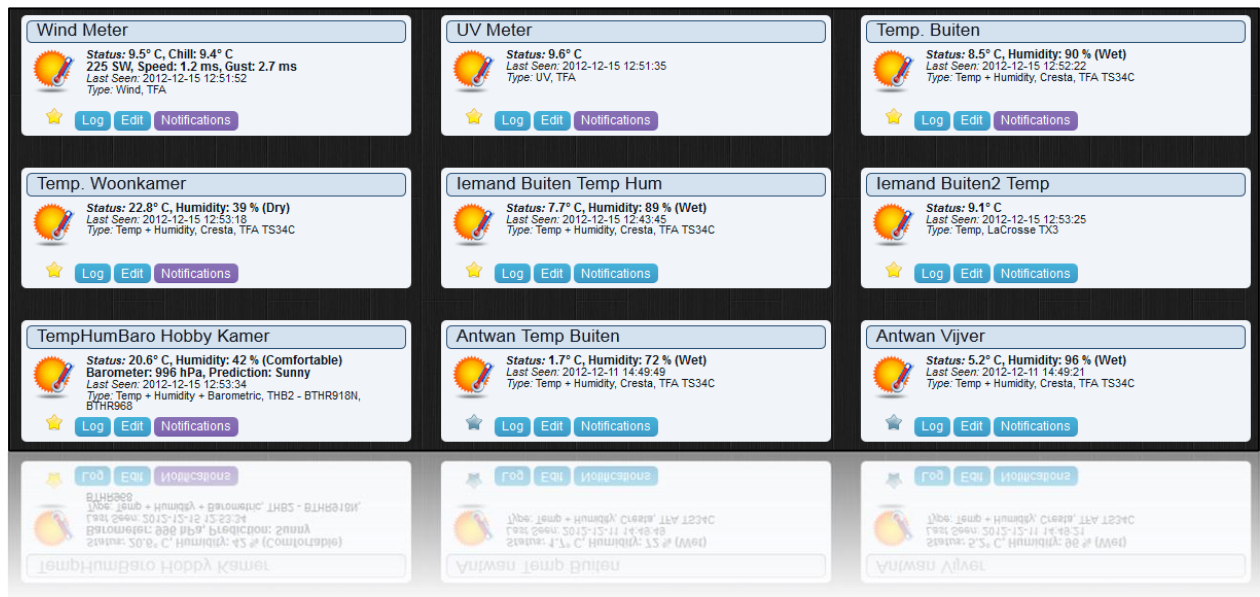 Wind Meter
Status: 9.5° C, Chill: 9.4° C
225 SW, Speed: 1.2 ms, Gust: 2.7 ms
Last Seen: 2012-12-15 12:51:52
Type: Wind, TFA
Log Edit Notifications
UV Meter
Status: 9.6° C
Last Seen: 2012-12-15 12:51:35
Type: UV, TFA
Log Edit Notifications
Temp. Buiten
Status: 8.5° C, Humidity: 90 % (Wet)
Last Seen: 2012-12-15 12:52:22
Type: Temp + Humidity, Cresta, TFA TS34C
Log Edit Notifications
Temp. Woonkamer
Status: 22.8° C, Humidity: 39 % (Dry)
Last Seen: 2012-12-15 12:53:18
Type: Temp + Humidity, Cresta, TFA TS34C
Log Edit Notifications
Iemand Buiten Temp Hum
Status: 7.7° C, Humidity: 89 % (Wet)
Last Seen: 2012-12-15 12:43:45
Type: Temp + Humidity, Cresta, TFA TS34C
Log Edit Notifications
Iemand Buiten2 Temp
Status: 9.1° C
Last Seen: 2012-12-15 12:53:25
Type: Temp, LaCrosse TX3
Log Edit Notifications
TempHumBaro Hobby Kamer
Status: 20.6° C, Humidity: 42 % (Comfortable)
Barometer: 996 hPa, Prediction: Sunny
Last Seen: 2012-12-15 12:53:34
Type: Temp + Humidity + Barometric, THB2 - BTHR918N,
BTHR968
Log Edit Notifications
Antwan Temp Buiten
Status: 1.7° C, Humidity: 72 % (Wet)
Last Seen: 2012-12-11 14:49:49
Type: Temp + Humidity, Cresta, TFA TS34C
Log Edit Notifications
Antwan Vijver
Status: 5.2° C, Humidity: 96 % (Wet)
Last Seen: 2012-12-11 14:49:21
Type: Temp + Humidity, Cresta, TFA TS34C
Log Edit Notifications